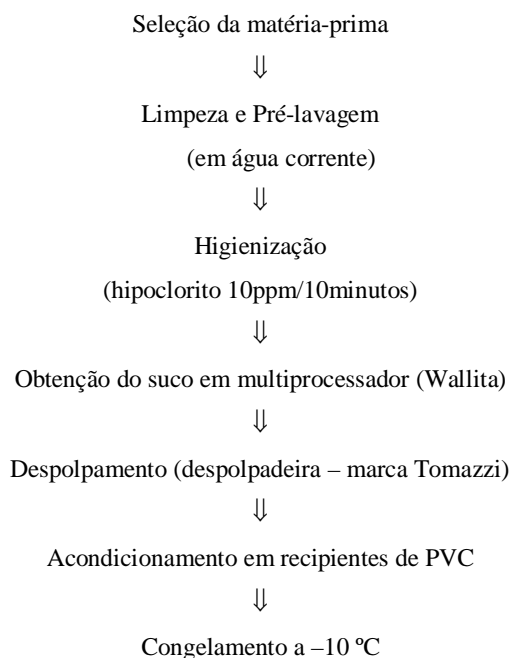 Seleção da matéria-prima
⇓
Limpeza e Pré-lavagem
(em água corrente)
⇓
Higienização
(hipoclorito 10ppm/10minutos)
⇓
Obtenção do suco em multiprocessador (Wallita)
⇓
Despolpamento (despolpadeira – marca Tomazzi)
⇓
Acondicionamento em recipientes de PVC
⇓
Congelamento a –10 ºC